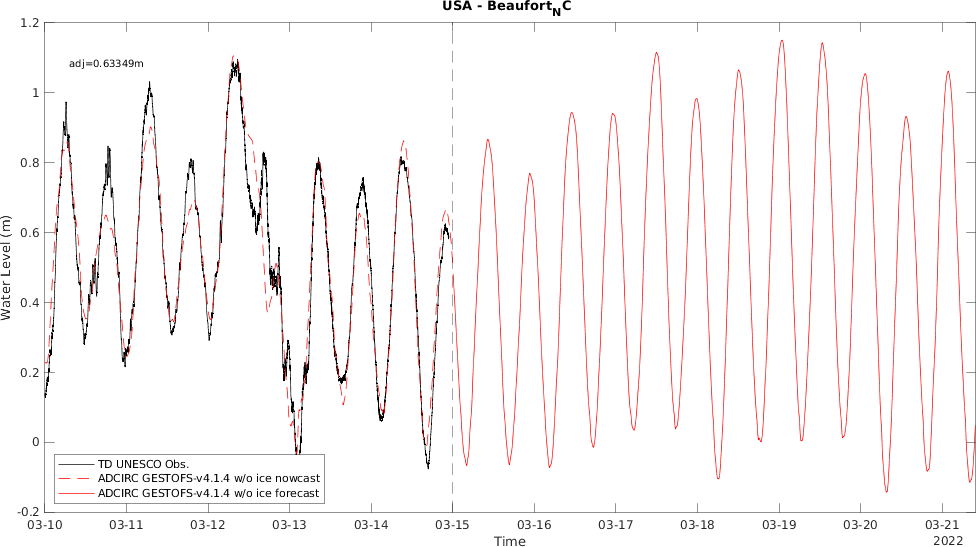 USA - Beaufort_NC
adj=0.63349m
Water Level (m)
1.2
1
0.8
0.6
0.4
0.2
0
-0.2
TD UNESCO Obs.
ADCIRC GESTOFS-v4.1.4 w/o ice nowcast
ADCIRC GESTOFS-v4.1.4 w/o ice forecast
03-10 03-11 03-12 03-13 03-14 03-15 03-16 03-17 03-18 03-19 03-20 03-21
Time
2022